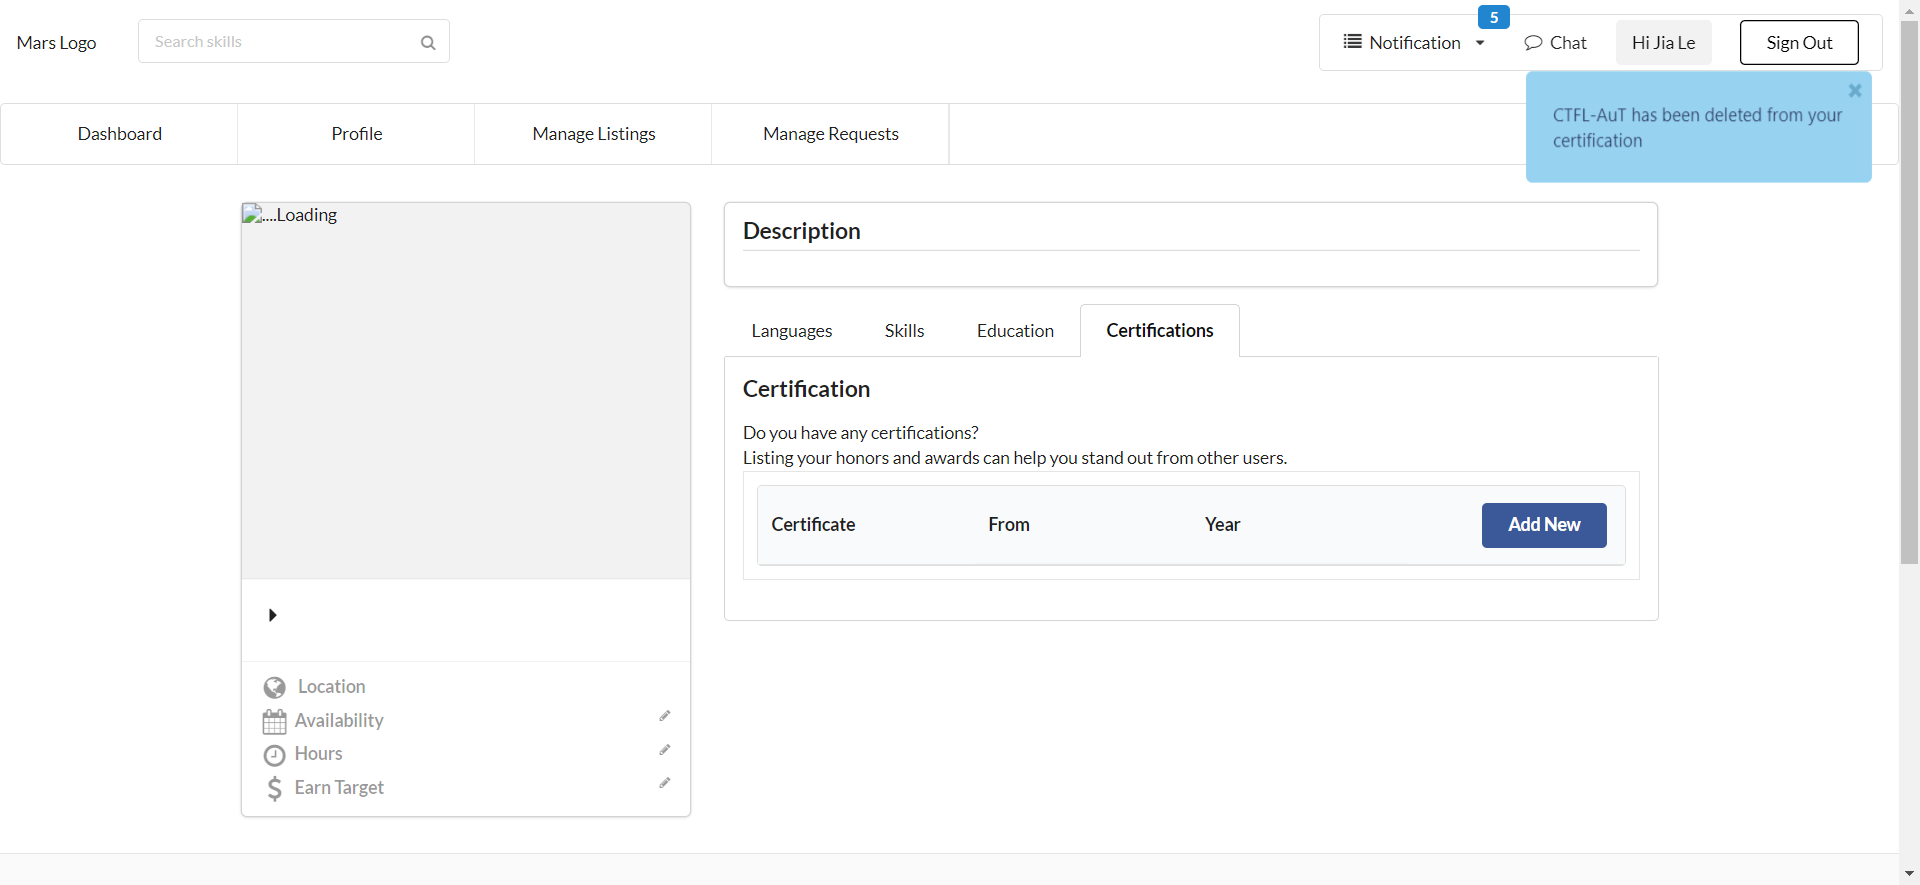 Mars Logo
Search skills
5
Notification
Chat
Hi Jia Le
Sign Out
CTFL-AuT has been deleted from your
certification
Dashboard
Profile
Manage Listings
Manage Requests
....Loading
Description
Languages
Skills
Education
Certifications
Certification
Do you have any certifications?
Listing your honors and awards can help you stand out from other users.
Certificate
From
Year
Add New
Location
Availability
Hours
Earn Target